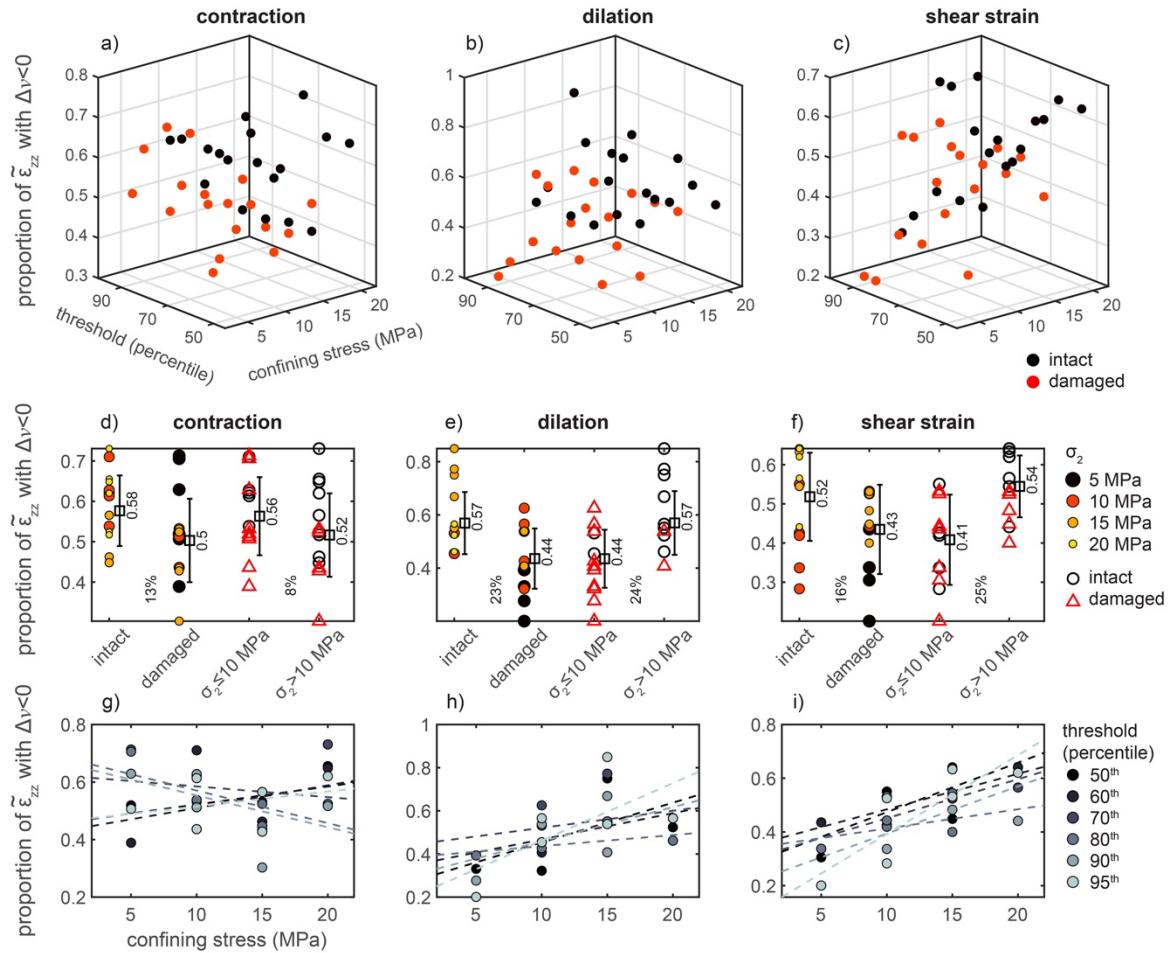 contraction
dilation
shear strain
a)
b)
c)
proportion of ε̃zz with Δν<0
0.8
0.7
0.6
0.5
0.4
0.3
90
70
50
5
10
15
20
threshold (percentile)
confining stress (MPa)
1
0.8
0.6
0.4
0.2
90
70
50
5
10
15
20
0.7
0.6
0.5
0.4
0.3
0.2
90
70
50
5
10
15
20
intact
damaged
d)
contraction
e)
dilation
f)
shear strain
proportion of ε̃zz with Δν<0
0.7
0.6
0.5
0.4
0.58
0.5
0.56
0.52
13%
8%
intact
damaged
σ2≤10 MPa
σ2>10 MPa
0.8
0.6
0.4
0.57
0.44
0.44
0.57
23%
24%
intact
damaged
σ2≤10 MPa
σ2>10 MPa
0.6
0.5
0.4
0.3
0.52
0.43
0.41
0.54
16%
25%
intact
damaged
σ2≤10 MPa
σ2>10 MPa
σ2
5 MPa
10 MPa
15 MPa
20 MPa
intact
damaged
g)
h)
i)
proportion of ε̃zz with Δν<0
0.8
0.6
0.4
0.2
5 10 15 20
confining stress (MPa)
1
0.8
0.6
0.4
0.2
5 10 15 20
0.8
0.6
0.4
0.2
5 10 15 20
threshold
(percentile)
50th
60th
70th
80th
90th
95th